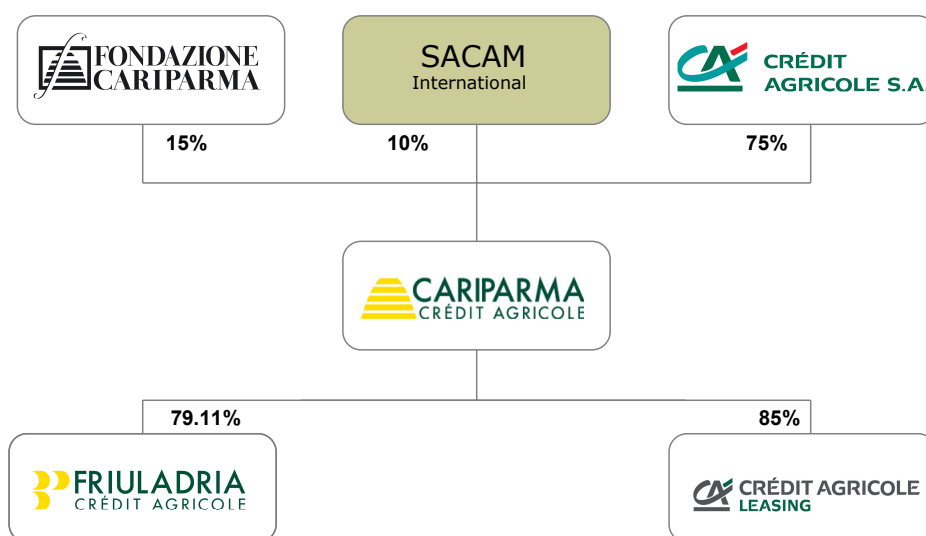 FONDAZIONE
CARIPARMA
SACAM
International
CRÉDIT
AGRICOLE S.A.
15%
10%
75%
CARIPARMA
CRÉDIT AGRICOLE
79.11%
85%
FRIULADRIA
CRÉDIT AGRICOLE
CRÉDIT AGRICOLE
LEASING